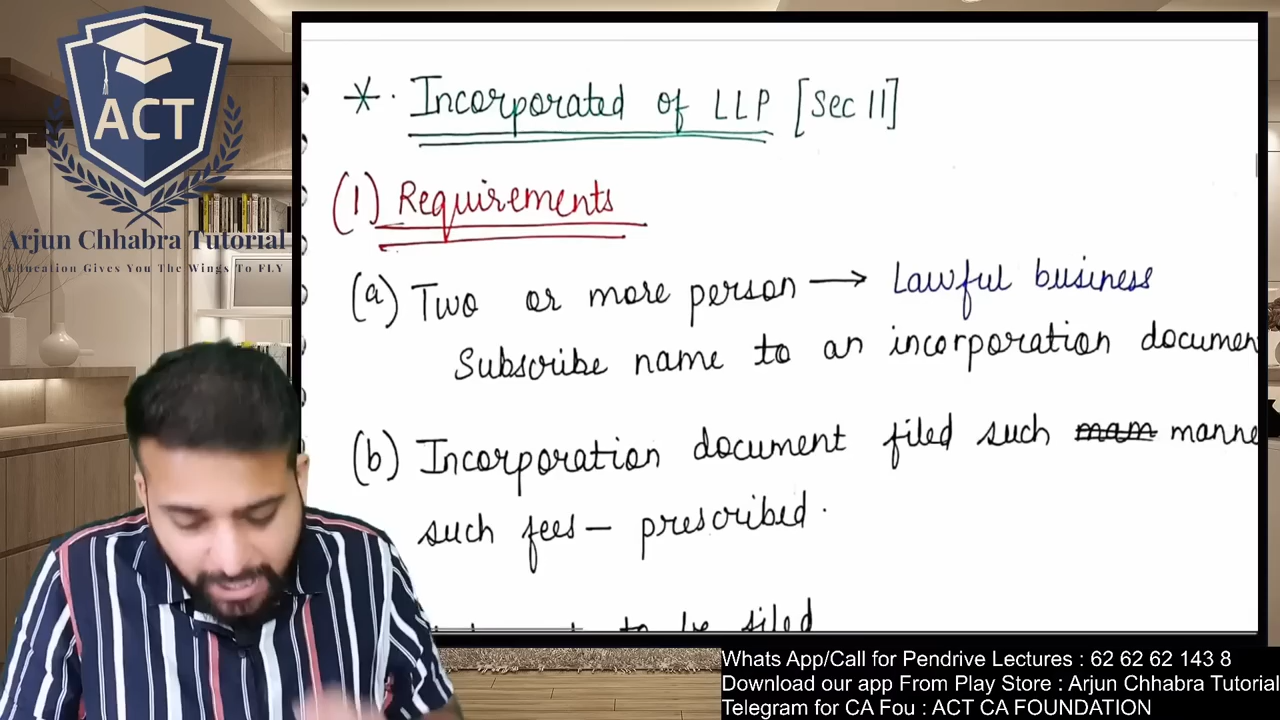 ACT
Arjun Chhabra Tutorial
Education Gives You The Wings To FLY
* . Incorporated of LLP [Sec 11]
(1) Requirements
(a) Two or more person → Lawful business
Subscribe name to an incorporation documen
(b) Incorporation document filed such mam manne
such fees – prescribed.
to be filed
Whats App/Call for Pendrive Lectures : 62 62 62 143 8
Download our app From Play Store : Arjun Chhabra Tutorial
Telegram for CA Fou : ACT CA FOUNDATION